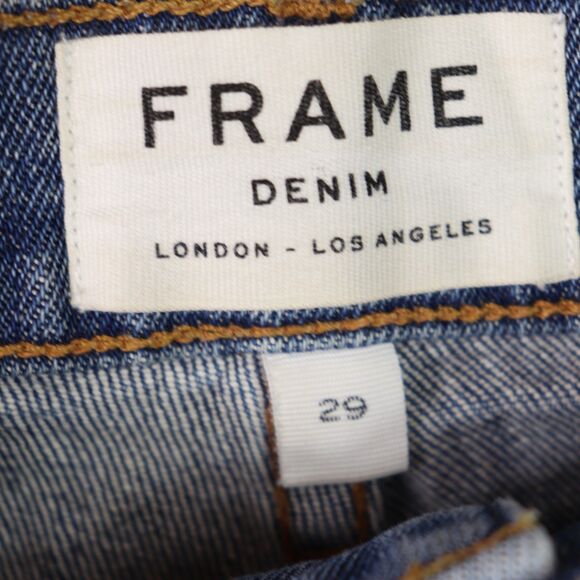 FRAME
DENIM
LONDON - LOS ANGELES
29